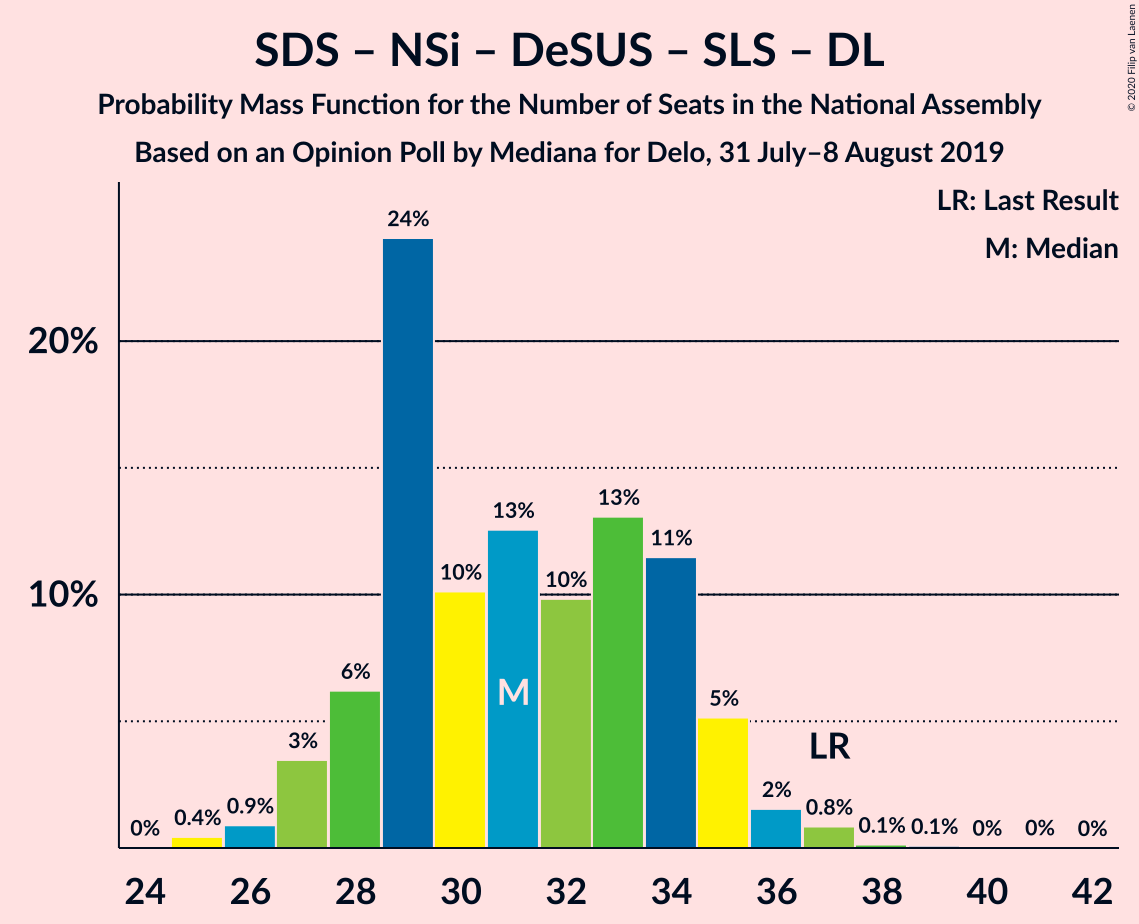 SDS – NSi – DeSUS – SLS – DL
Probability Mass Function for the Number of Seats in the National Assembly
Based on an Opinion Poll by Mediana for Delo, 31 July–8 August 2019
© 2020 Filip van Laenen
LR: Last Result
M: Median
20%
10%
0%
0.4%
0.9%
3%
6%
24%
10%
13%
10%
13%
11%
5%
2%
0.8%
0.1%
0.1%
0%
0%
0%
M
LR
24 26 28 30 32 34 36 38 40 42